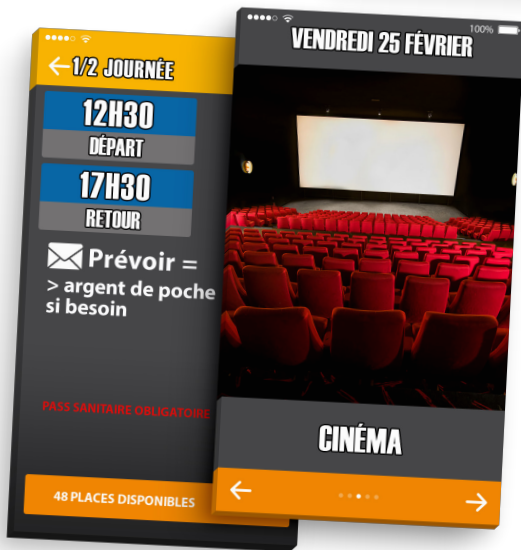 1/2 JOURNÉE
12H30
DÉPART
17H30
RETOUR
Prévoir =
> argent de poche
si besoin
PASS SANITAIRE OBLIGATOIRE
48 PLACES DISPONIBLES
100%
VENDREDI 25 FÉVRIER
CINÉMA